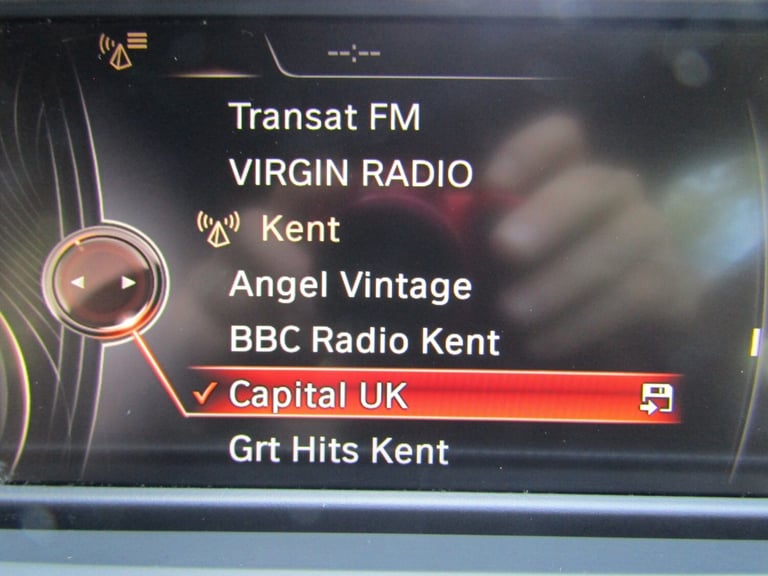 --:--
Transat FM
VIRGIN RADIO
Kent
Angel Vintage
BBC Radio Kent
Capital UK
Grt Hits Kent